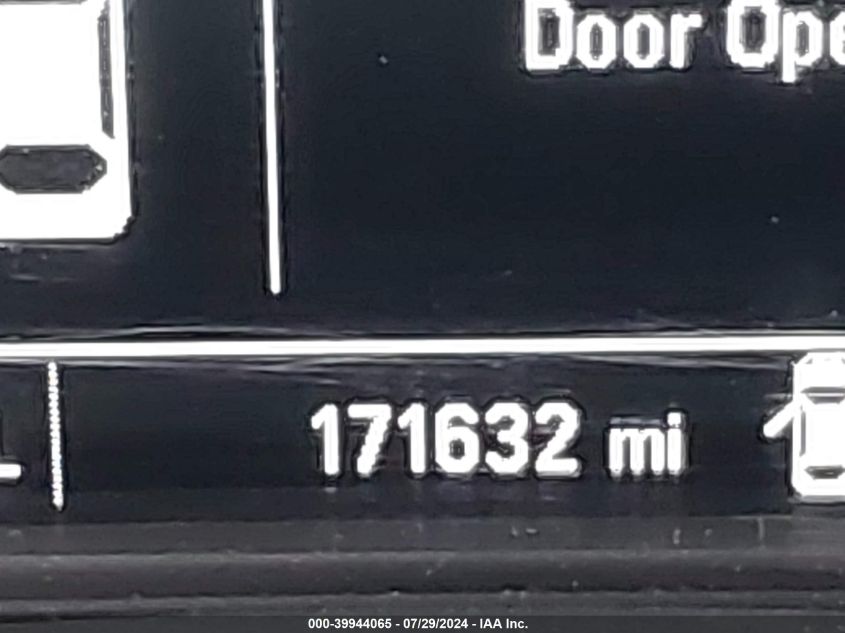 Door Ope
171632 mi
000-39944065 - 07/29/2024 - IAA Inc.